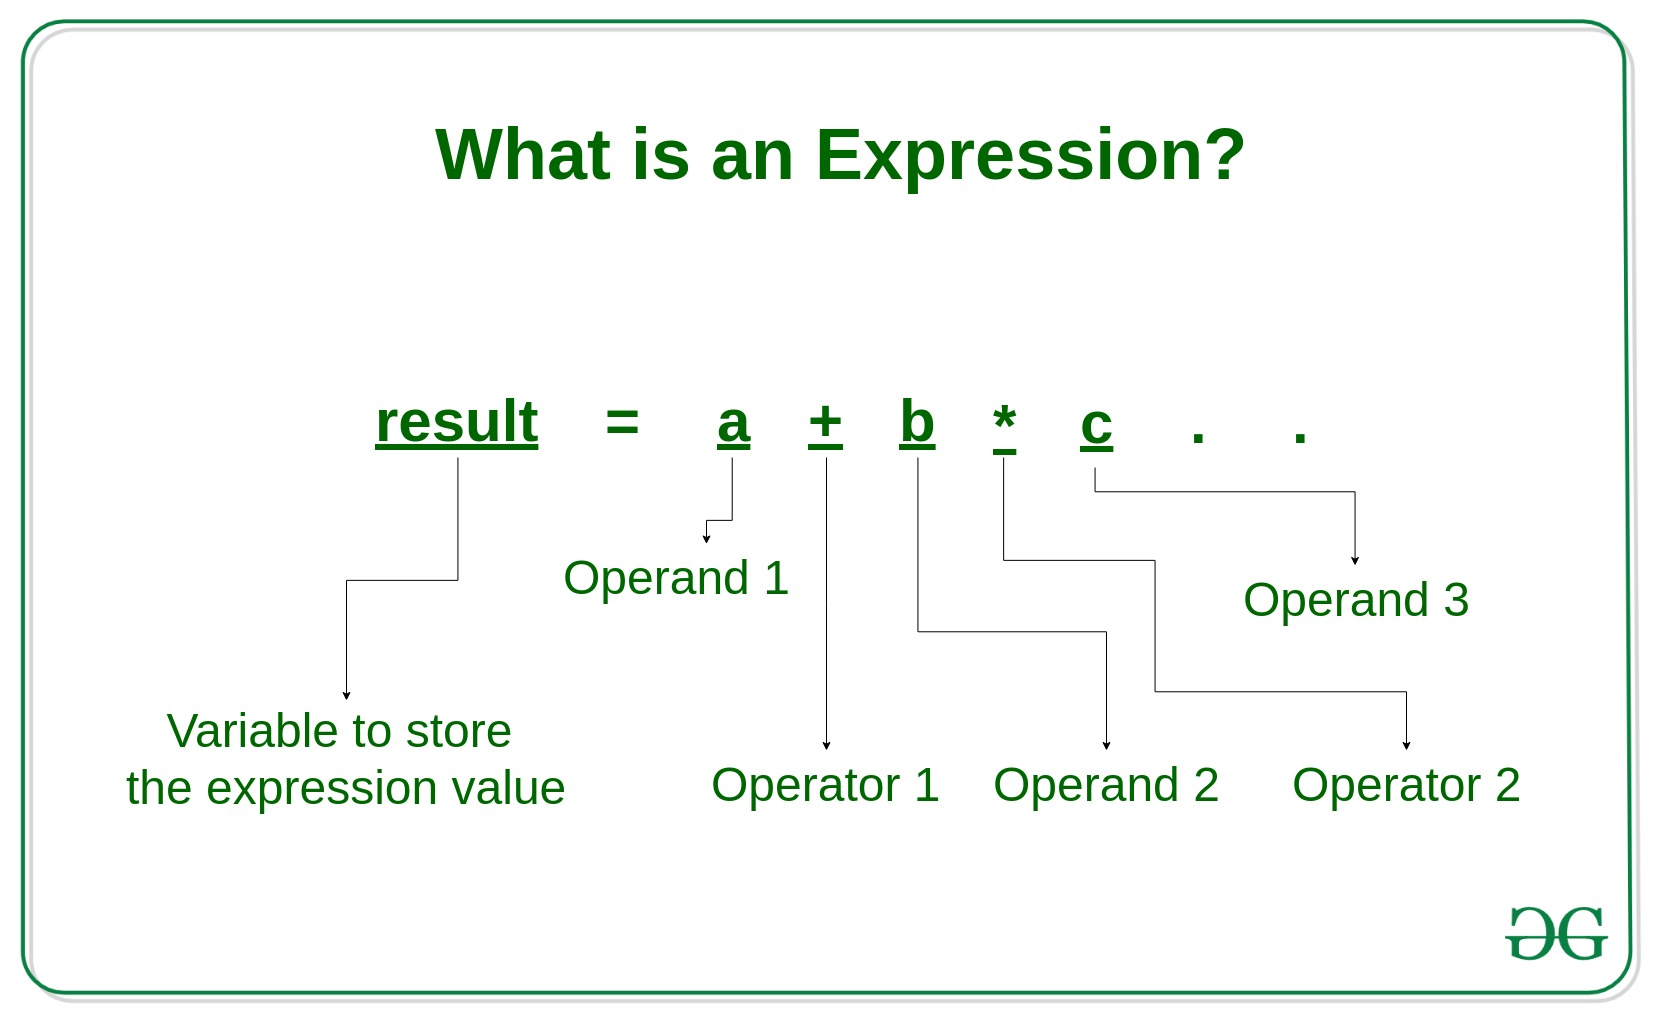 What is an Expression?
result = a + b * c . .
Operand 1
Operand 3
Variable to store
the expression value
Operator 1
Operand 2
Operator 2
GG